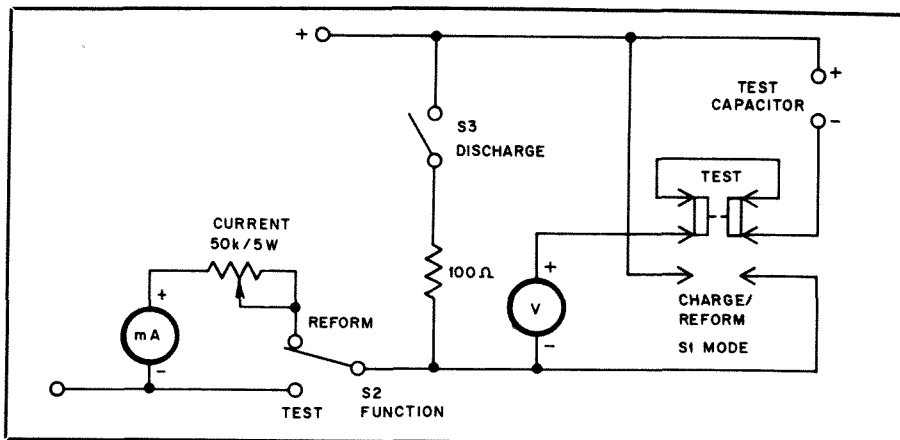 +
+
TEST
CAPACITOR
-
S3
DISCHARGE
TEST
CURRENT
50k/5W
100Ω
+
+
V
mA
REFORM
-
-
CHARGE/
REFORM
S1 MODE
TEST
S2
FUNCTION